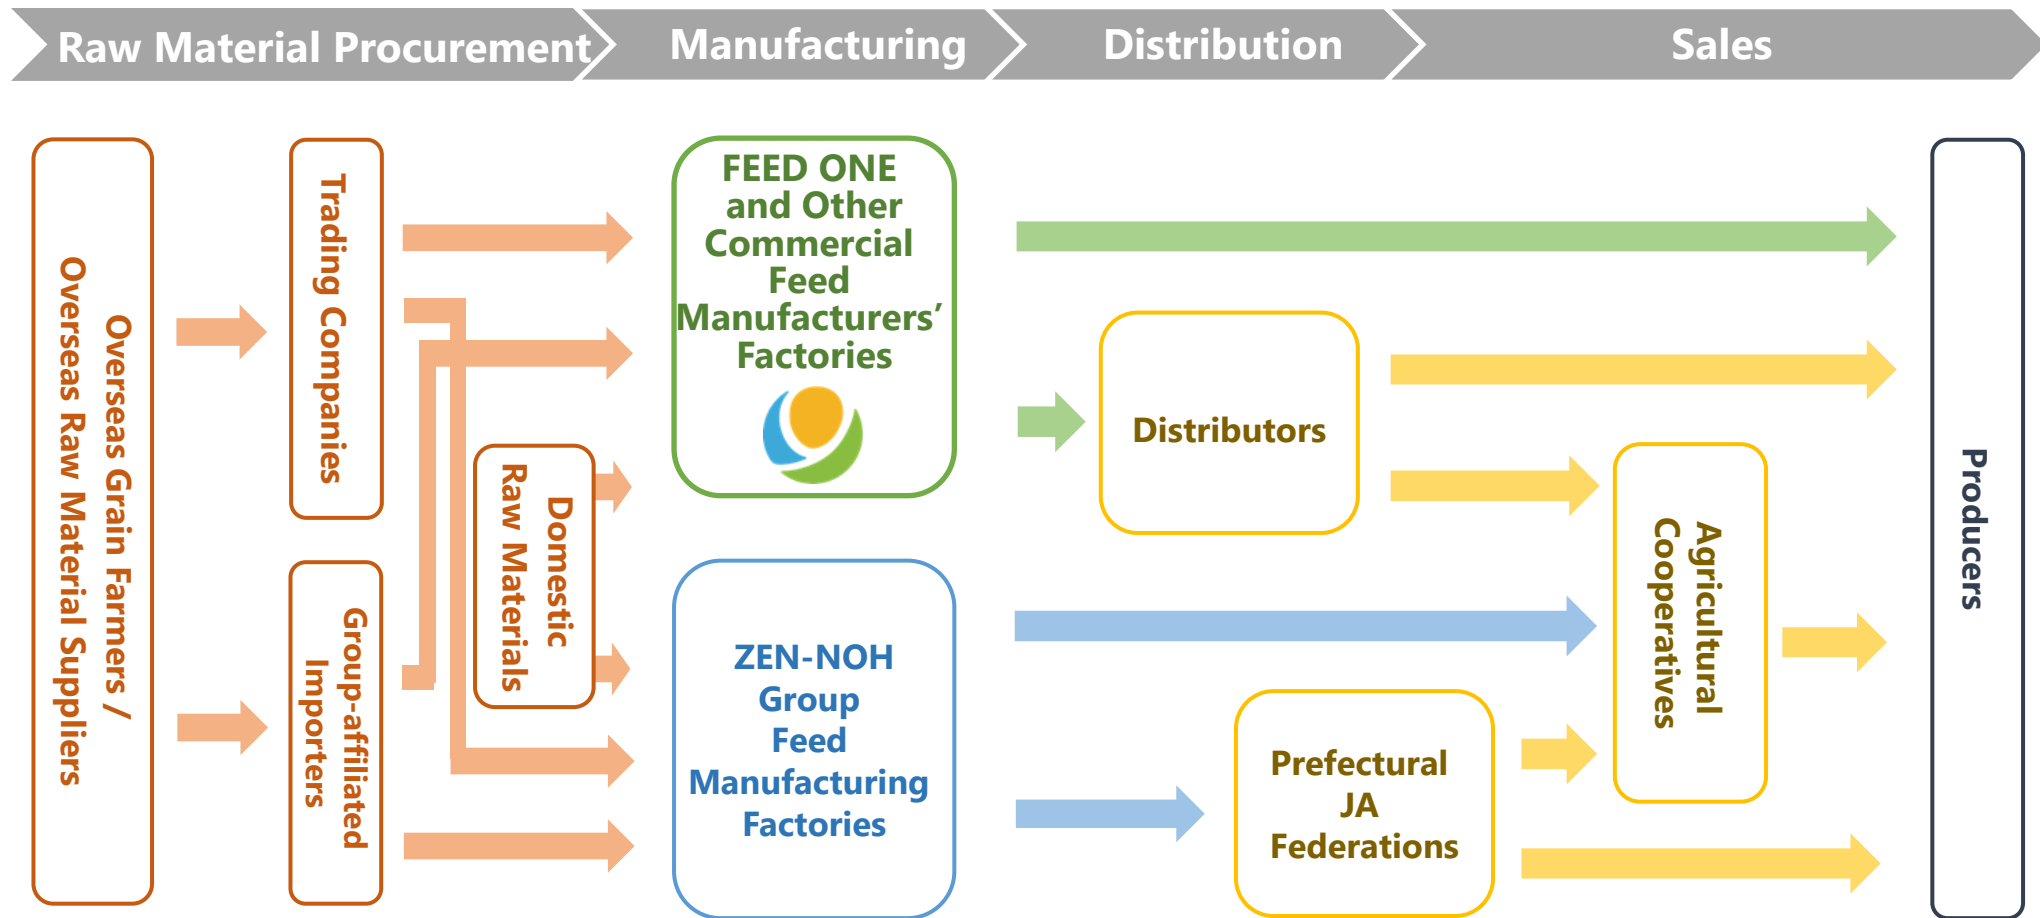 Raw Material Procurement
Manufacturing
Distribution
Sales
Overseas Grain Farmers /
Overseas Raw Material Suppliers
Trading Companies
Group-affiliated
Importers
Domestic
Raw Materials
FEED ONE
and Other
Commercial
Feed
Manufacturers’
Factories
ZEN-NOH
Group
Feed
Manufacturing
Factories
Distributors
Prefectural
JA
Federations
Agricultural
Cooperatives
Producers